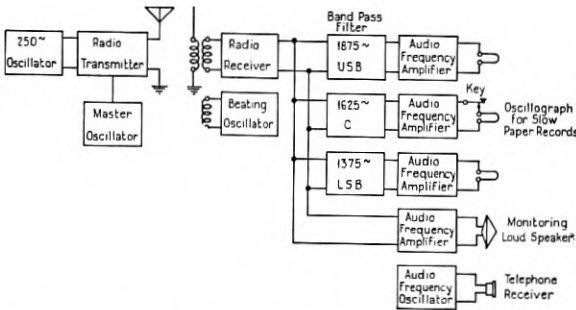 250~
Oscillator
Radio
Transmitter
Master
Oscillator
Radio
Receiver
Beating
Oscillator
Band Pass
Filter
1875~
USB
Audio
Frequency
Amplifier
1625~
C
Audio
Frequency
Amplifier
Key
Oscillograph
for Slow
Paper Records
1375~
LSB
Audio
Frequency
Amplifier
Audio
Frequency
Amplifier
Monitoring
Loud Speaker
Audio
Frequency
Oscillator
Telephone
Receiver